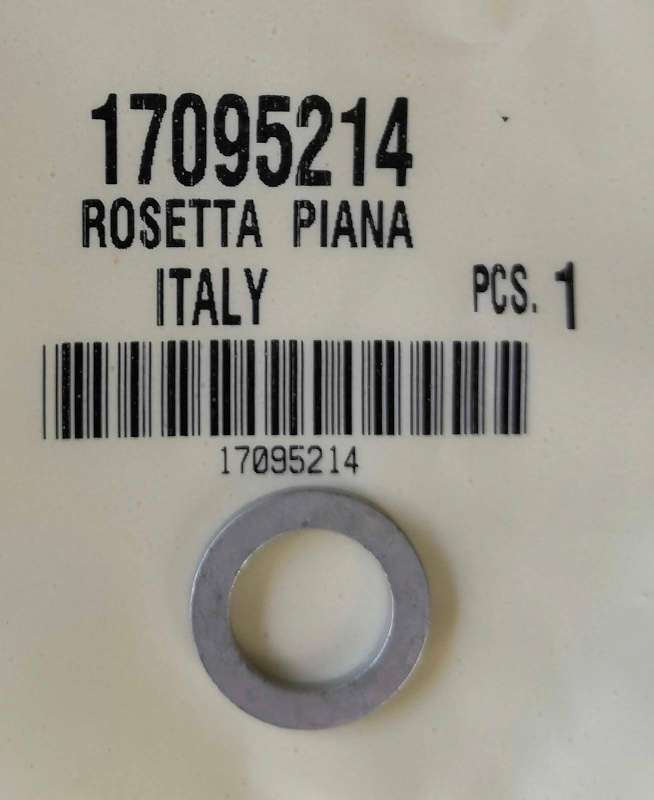 17095214
ROSETTA PIANA
ITALY PCS. 1
17095214